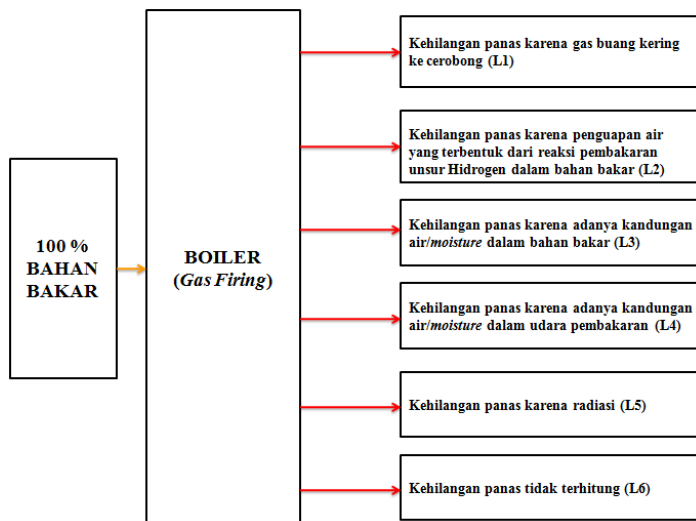 100 %
BAHAN
BAKAR
BOILER
(Gas Firing)
Kehilangan panas karena gas buang kering
ke cerobong (L1)
Kehilangan panas karena penguapan air
yang terbentuk dari reaksi pembakaran
unsur Hidrogen dalam bahan bakar (L2)
Kehilangan panas karena adanya kandungan
air/moisture dalam bahan bakar (L3)
Kehilangan panas karena adanya kandungan
air/moisture dalam udara pembakaran (L4)
Kehilangan panas karena radiasi (L5)
Kehilangan panas tidak terhitung (L6)